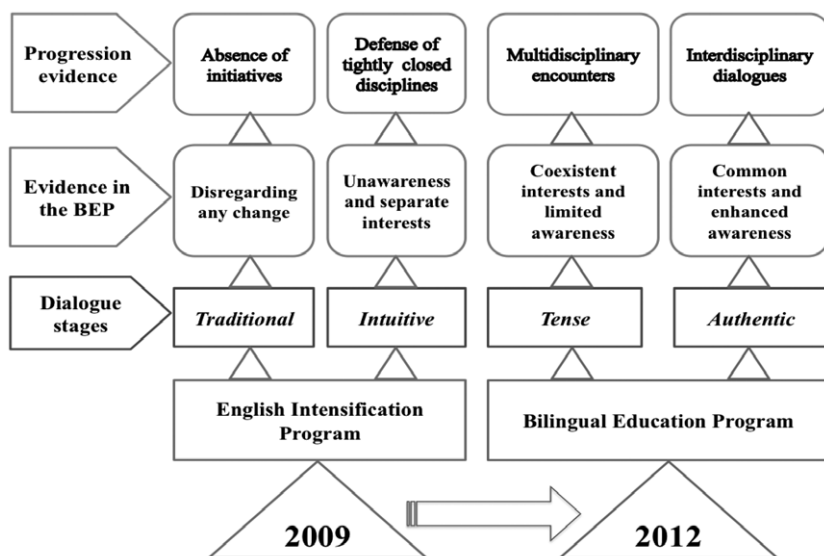 Progression
evidence
Absence of
initiatives
Defense of
tightly closed
disciplines
Multidisciplinary
encounters
Interdisciplinary
dialogues
Evidence in
the BEP
Disregarding
any change
Unawareness
and separate
interests
Coexistent
interests and
limited
awareness
Common
interests and
enhanced
awareness
Dialogue
stages
Traditional
Intuitive
Tense
Authentic
English Intensification
Program
Bilingual Education Program
2009
2012